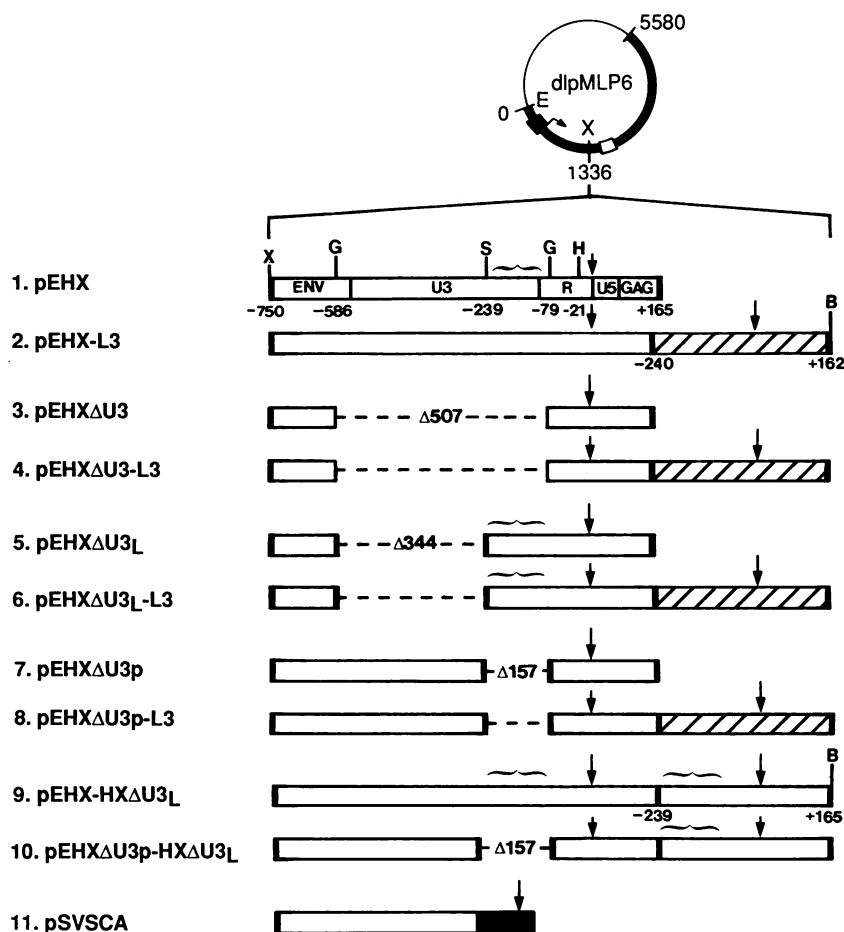 5580
dlpMLP6
0 E
X
1336
X G S G H
1. pEHX
ENV U3 R U5 GAG
-750 -586 -239 -79 -21 +165
B
2. pEHX-L3
-240 +162
3. pEHXΔU3
Δ507
4. pEHXΔU3-L3
5. pEHXΔU3L
Δ344
6. pEHXΔU3L-L3
7. pEHXΔU3p
Δ157
8. pEHXΔU3p-L3
B
9. pEHX-HXΔU3L
-239 +165
10. pEHXΔU3p-HXΔU3L
Δ157
11. pSVSCA